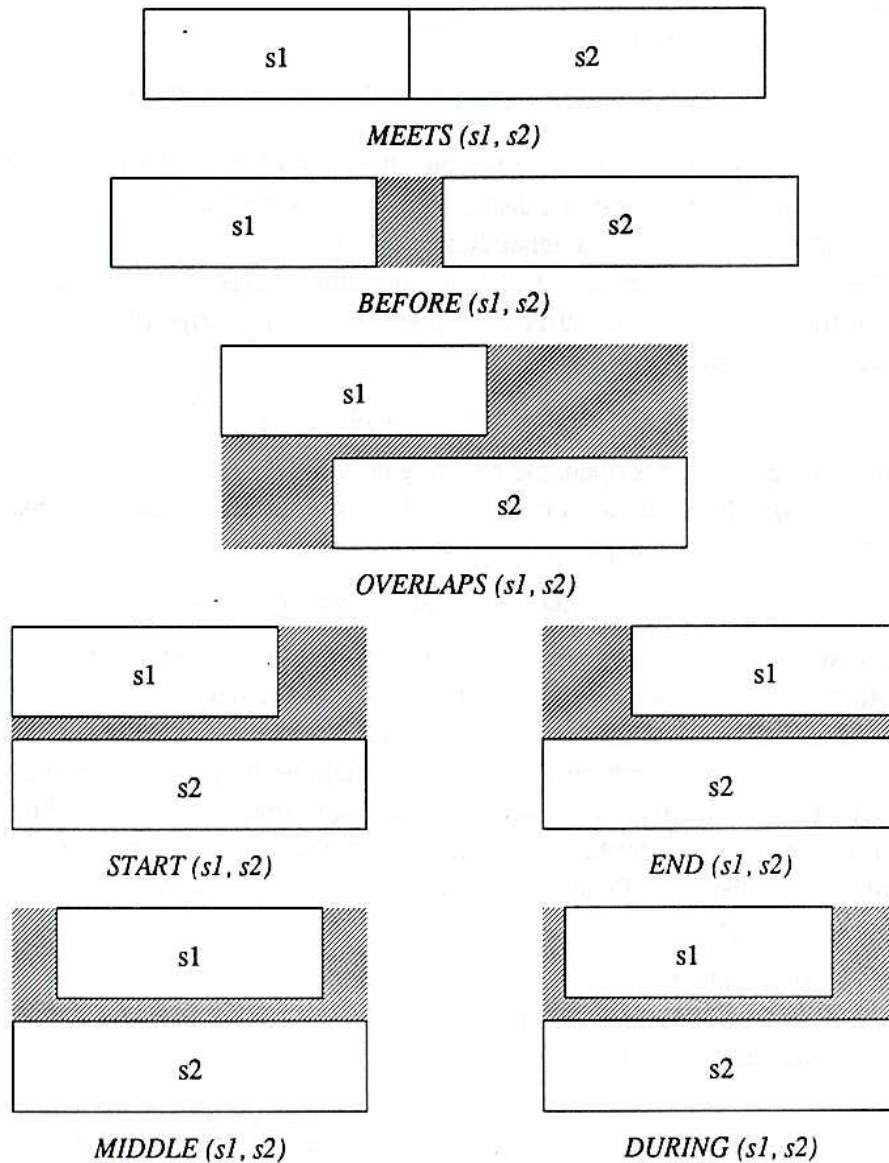 s1 s2
MEETS (s1, s2)
s1 s2
BEFORE (s1, s2)
s1
s2
OVERLAPS (s1, s2)
s1 s1
s2 s2
START (s1, s2) END (s1, s2)
s1 s1
s2 s2
MIDDLE (s1, s2) DURING (s1, s2)